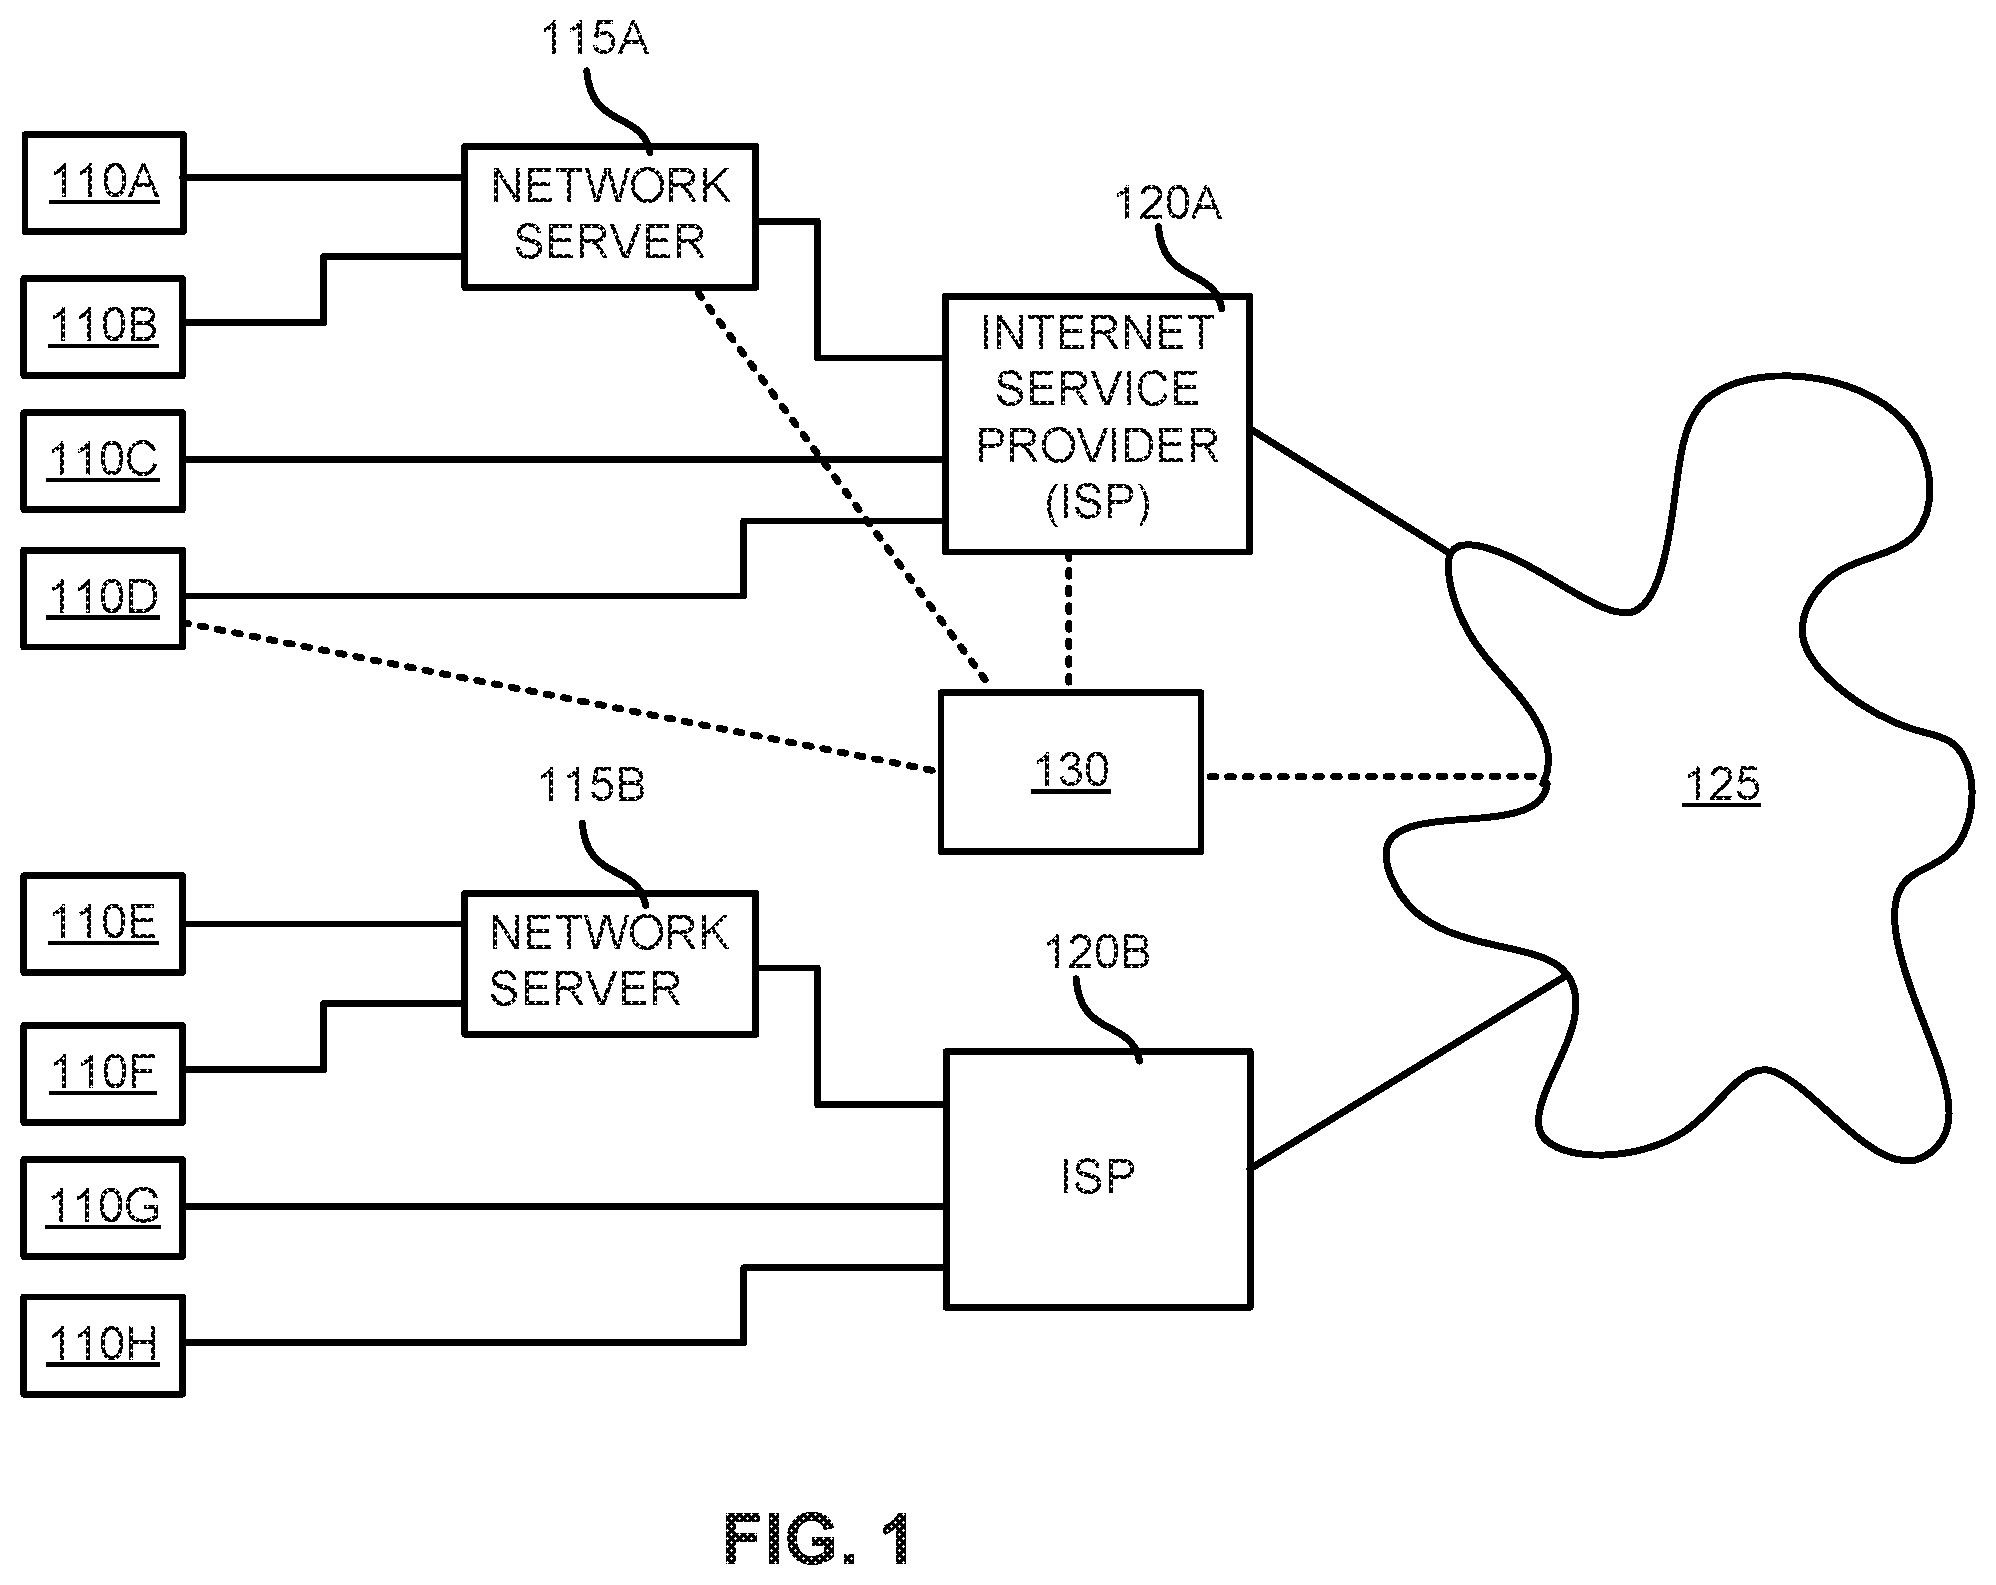 115A
110A
NETWORK
SERVER
120A
110B
INTERNET
SERVICE
PROVIDER
(ISP)
110C
110D
130
125
115B
110E
NETWORK
SERVER
120B
110F
ISP
110G
110H
FIG. 1